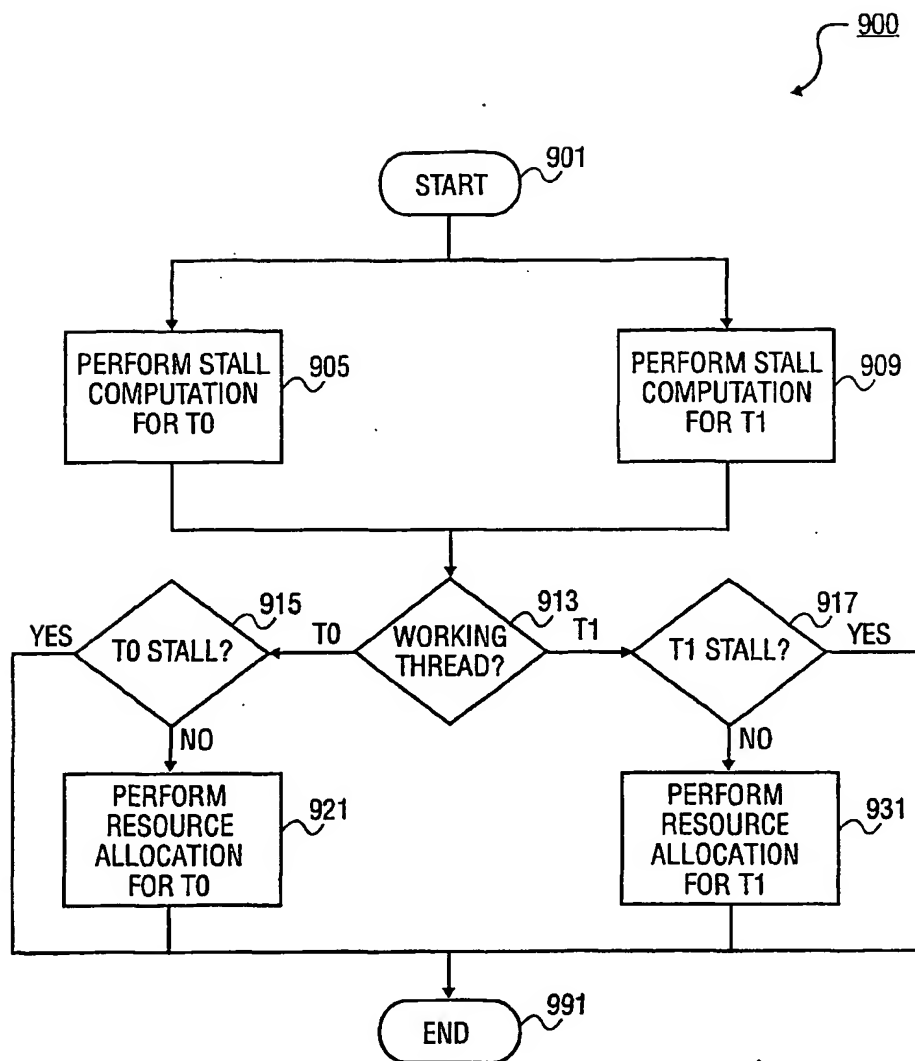 900
START
901
PERFORM STALL
COMPUTATION
FOR T0
905
PERFORM STALL
COMPUTATION
FOR T1
909
WORKING
THREAD?
913
T0
T1
T0 STALL?
915
YES
NO
T1 STALL?
917
YES
NO
PERFORM
RESOURCE
ALLOCATION
FOR T0
921
PERFORM
RESOURCE
ALLOCATION
FOR T1
931
END
991